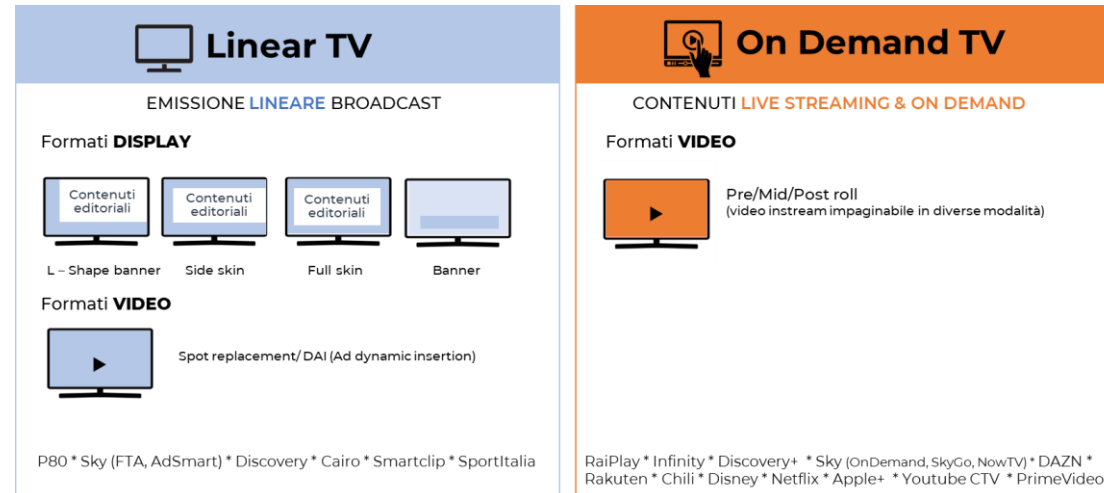 Linear TV
EMISSIONE LINEARE BROADCAST
Formati DISPLAY
Contenuti
editoriali
Contenuti
editoriali
Contenuti
editoriali
L – Shape banner
Side skin
Full skin
Banner
Formati VIDEO
Spot replacement/ DAI (Ad dynamic insertion)
P80 * Sky (FTA, AdSmart) * Discovery * Cairo * Smartclip * SportItalia
On Demand TV
CONTENUTI LIVE STREAMING & ON DEMAND
Formati VIDEO
Pre/Mid/Post roll
(video instream impaginabile in diverse modalità)
RaiPlay * Infinity * Discovery+ * Sky (OnDemand, SkyGo, NowTV) * DAZN *
Rakuten * Chili * Disney * Netflix * Apple+ * Youtube CTV * PrimeVideo